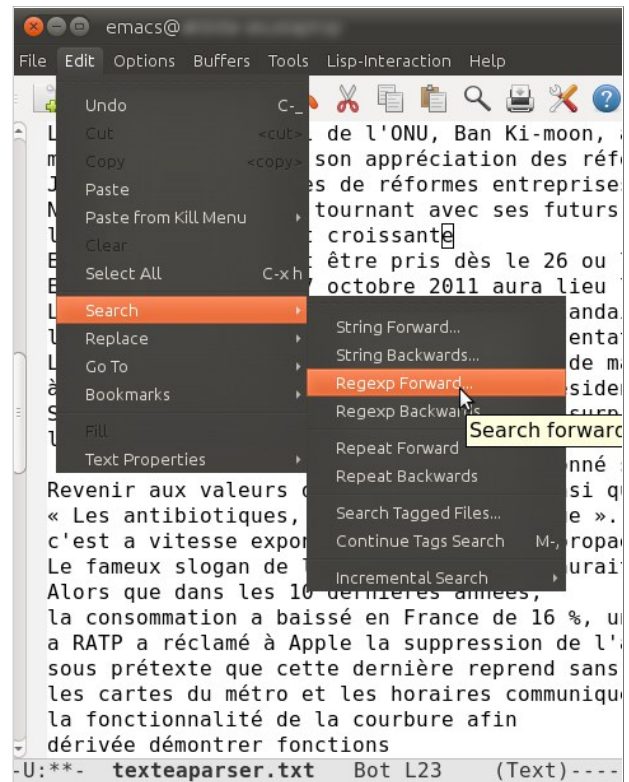 emacs@
File Edit Options Buffers Tools Lisp-Interaction Help
Undo C-_
Cut <cut>
Copy <copy>
Paste
Paste from Kill Menu
Clear
Select All C-x h
Search
Replace
Go To
Bookmarks
Fill
Text Properties
String Forward...
String Backwards...
Regexp Forward...
Regexp Backwards
Repeat Forward
Repeat Backwards
Search Tagged Files...
Continue Tags Search M-,
Incremental Search
Search forward
de l'ONU, Ban Ki-moon,
son appréciation des
s de réformes
tournant avec ses futurs
croissante
être pris dès le 26 ou
octobre 2011 aura lieu
Revenir aux valeurs
« Les antibiotiques, e ».
c'est a vitesse
Le fameux slogan de
Alors que dans les 10 dernières années,
la consommation a baissé en France de 16 %,
a RATP a réclamé à Apple la suppression de
sous prétexte que cette dernière reprend sans
les cartes du métro et les horaires
la fonctionnalité de la courbure afin
dérivée démontrer fonctions
-U:**- texteaparser.txt Bot L23 (Text)----